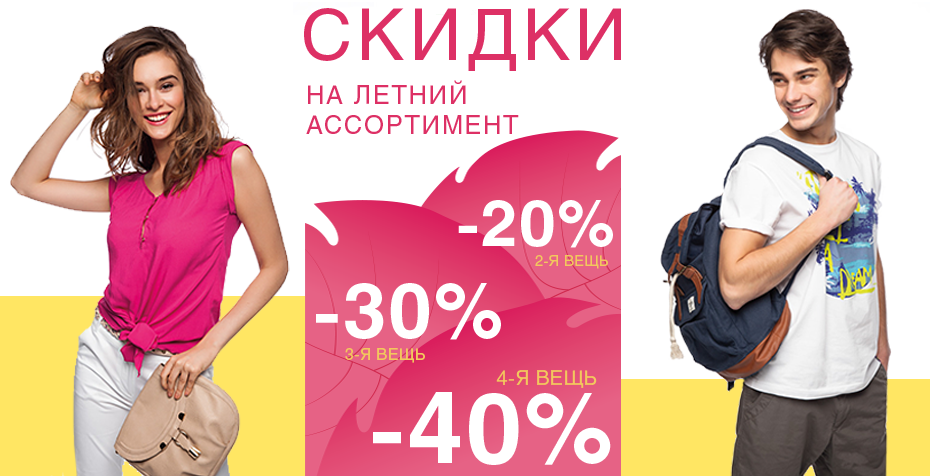 СКИДКИ
НА ЛЕТНИЙ
АССОРТИМЕНТ
-20%
2-Я ВЕЩЬ
-30%
3-Я ВЕЩЬ
4-Я ВЕЩЬ
-40%